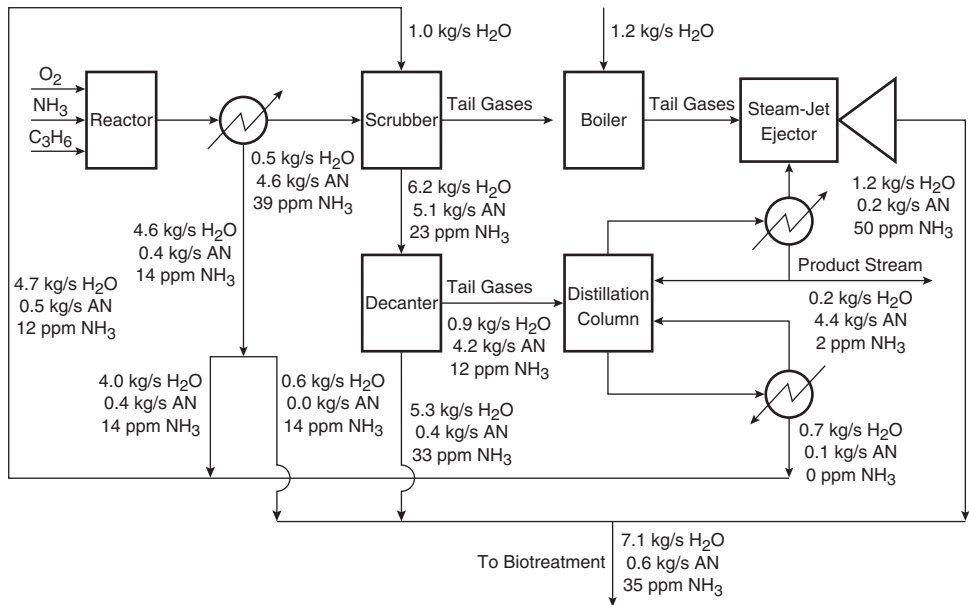 1.0 kg/s H₂O
1.2 kg/s H₂O
O₂
NH₃
C₃H₆
Reactor
Scrubber
Tail Gases
Boiler
Tail Gases
Steam-Jet
Ejector
0.5 kg/s H₂O
4.6 kg/s AN
39 ppm NH₃
6.2 kg/s H₂O
5.1 kg/s AN
23 ppm NH₃
1.2 kg/s H₂O
0.2 kg/s AN
50 ppm NH₃
4.6 kg/s H₂O
0.4 kg/s AN
14 ppm NH₃
4.7 kg/s H₂O
0.5 kg/s AN
12 ppm NH₃
Decanter
Tail Gases
0.9 kg/s H₂O
4.2 kg/s AN
12 ppm NH₃
Distillation
Column
Product Stream
0.2 kg/s H₂O
4.4 kg/s AN
2 ppm NH₃
4.0 kg/s H₂O
0.4 kg/s AN
14 ppm NH₃
0.6 kg/s H₂O
0.0 kg/s AN
14 ppm NH₃
5.3 kg/s H₂O
0.4 kg/s AN
33 ppm NH₃
0.7 kg/s H₂O
0.1 kg/s AN
0 ppm NH₃
To Biotreatment
7.1 kg/s H₂O
0.6 kg/s AN
35 ppm NH₃